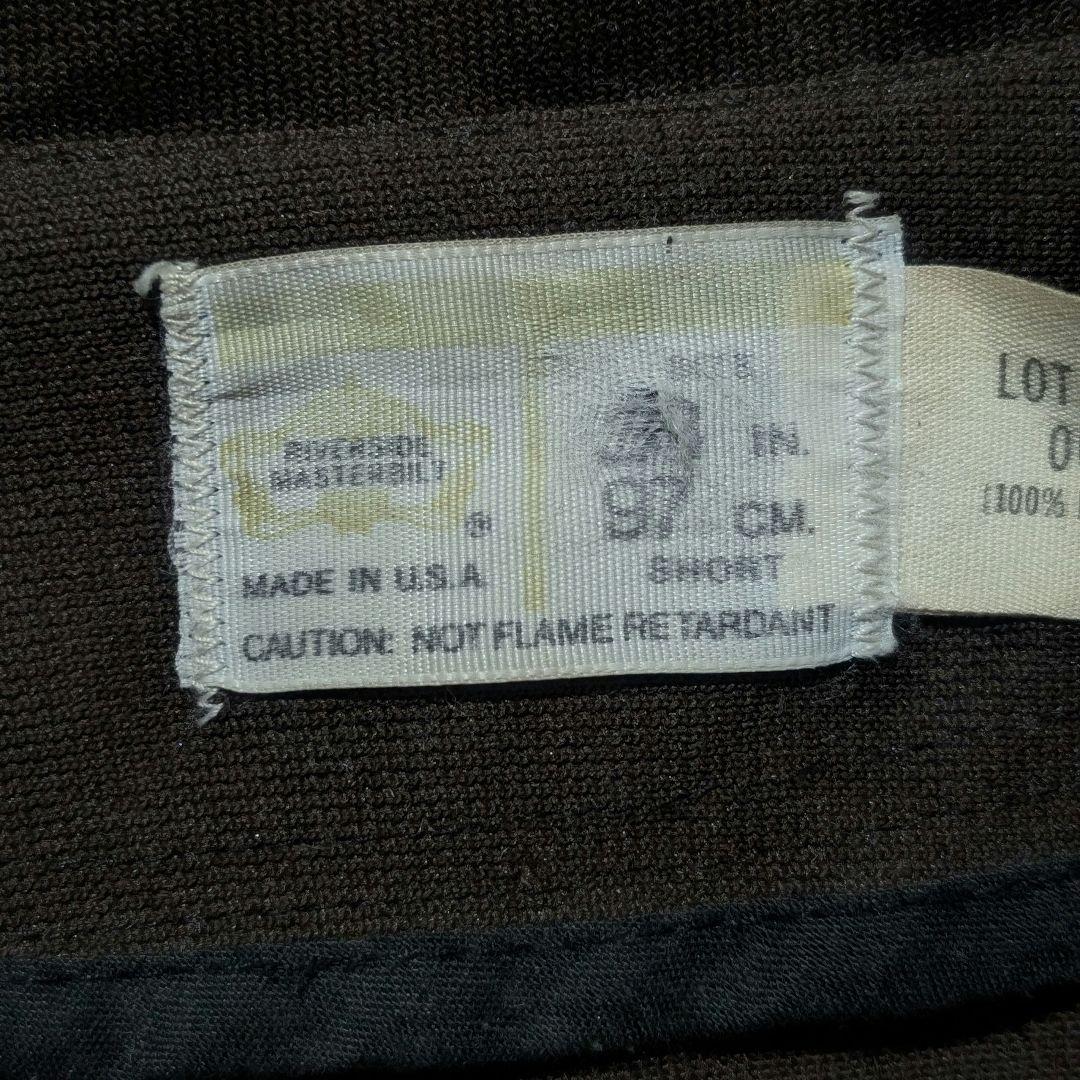 RIVERSIDE
MASTERBILT
®
MADE IN U.S.A.
CAUTION: NOT FLAME RETARDANT
IN.
97 CM.
SHORT
LOT
100%